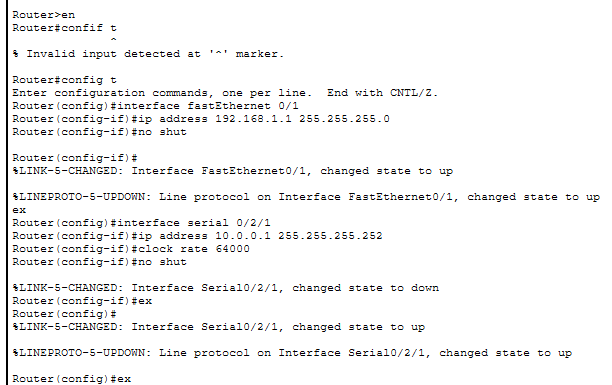 Router>en
Router#confif t
^
% Invalid input detected at '^' marker.
Router#config t
Enter configuration commands, one per line.  End with CNTL/Z.
Router(config)#interface fastEthernet 0/1
Router(config-if)#ip address 192.168.1.1 255.255.255.0
Router(config-if)#no shut
Router(config-if)#
%LINK-5-CHANGED: Interface FastEthernet0/1, changed state to up
%LINEPROTO-5-UPDOWN: Line protocol on Interface FastEthernet0/1, changed state to up
ex
Router(config)#interface serial 0/2/1
Router(config-if)#ip address 10.0.0.1 255.255.255.252
Router(config-if)#clock rate 64000
Router(config-if)#no shut
%LINK-5-CHANGED: Interface Serial0/2/1, changed state to down
Router(config-if)#ex
Router(config)#
%LINK-5-CHANGED: Interface Serial0/2/1, changed state to up
%LINEPROTO-5-UPDOWN: Line protocol on Interface Serial0/2/1, changed state to up
Router(config)#ex